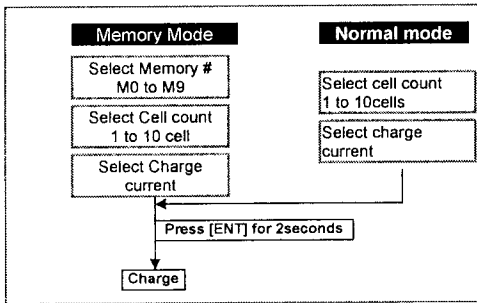 Memory Mode
Select Memory #
M0 to M9
Select Cell count
1 to 10 cell
Select Charge
current
Normal mode
Select cell count
1 to 10cells
Select charge
current
Press [ENT] for 2seconds
Charge